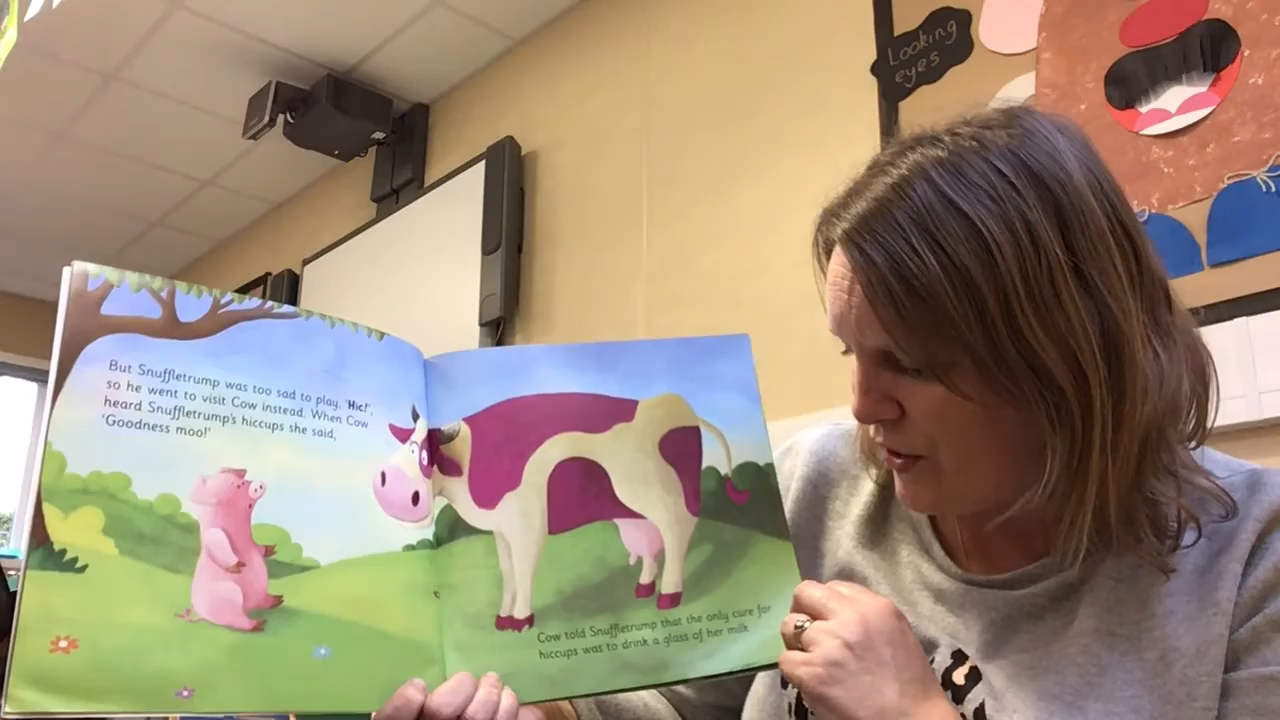 Looking
eyes
But Snuffletrump was too sad to play, 'Hic!',
so he went to visit Cow instead. When Cow
heard Snuffletrump's hiccups she said,
'Goodness moo!'
Cow told Snuffletrump that the only cure for
hiccups was to drink a glass of her milk.